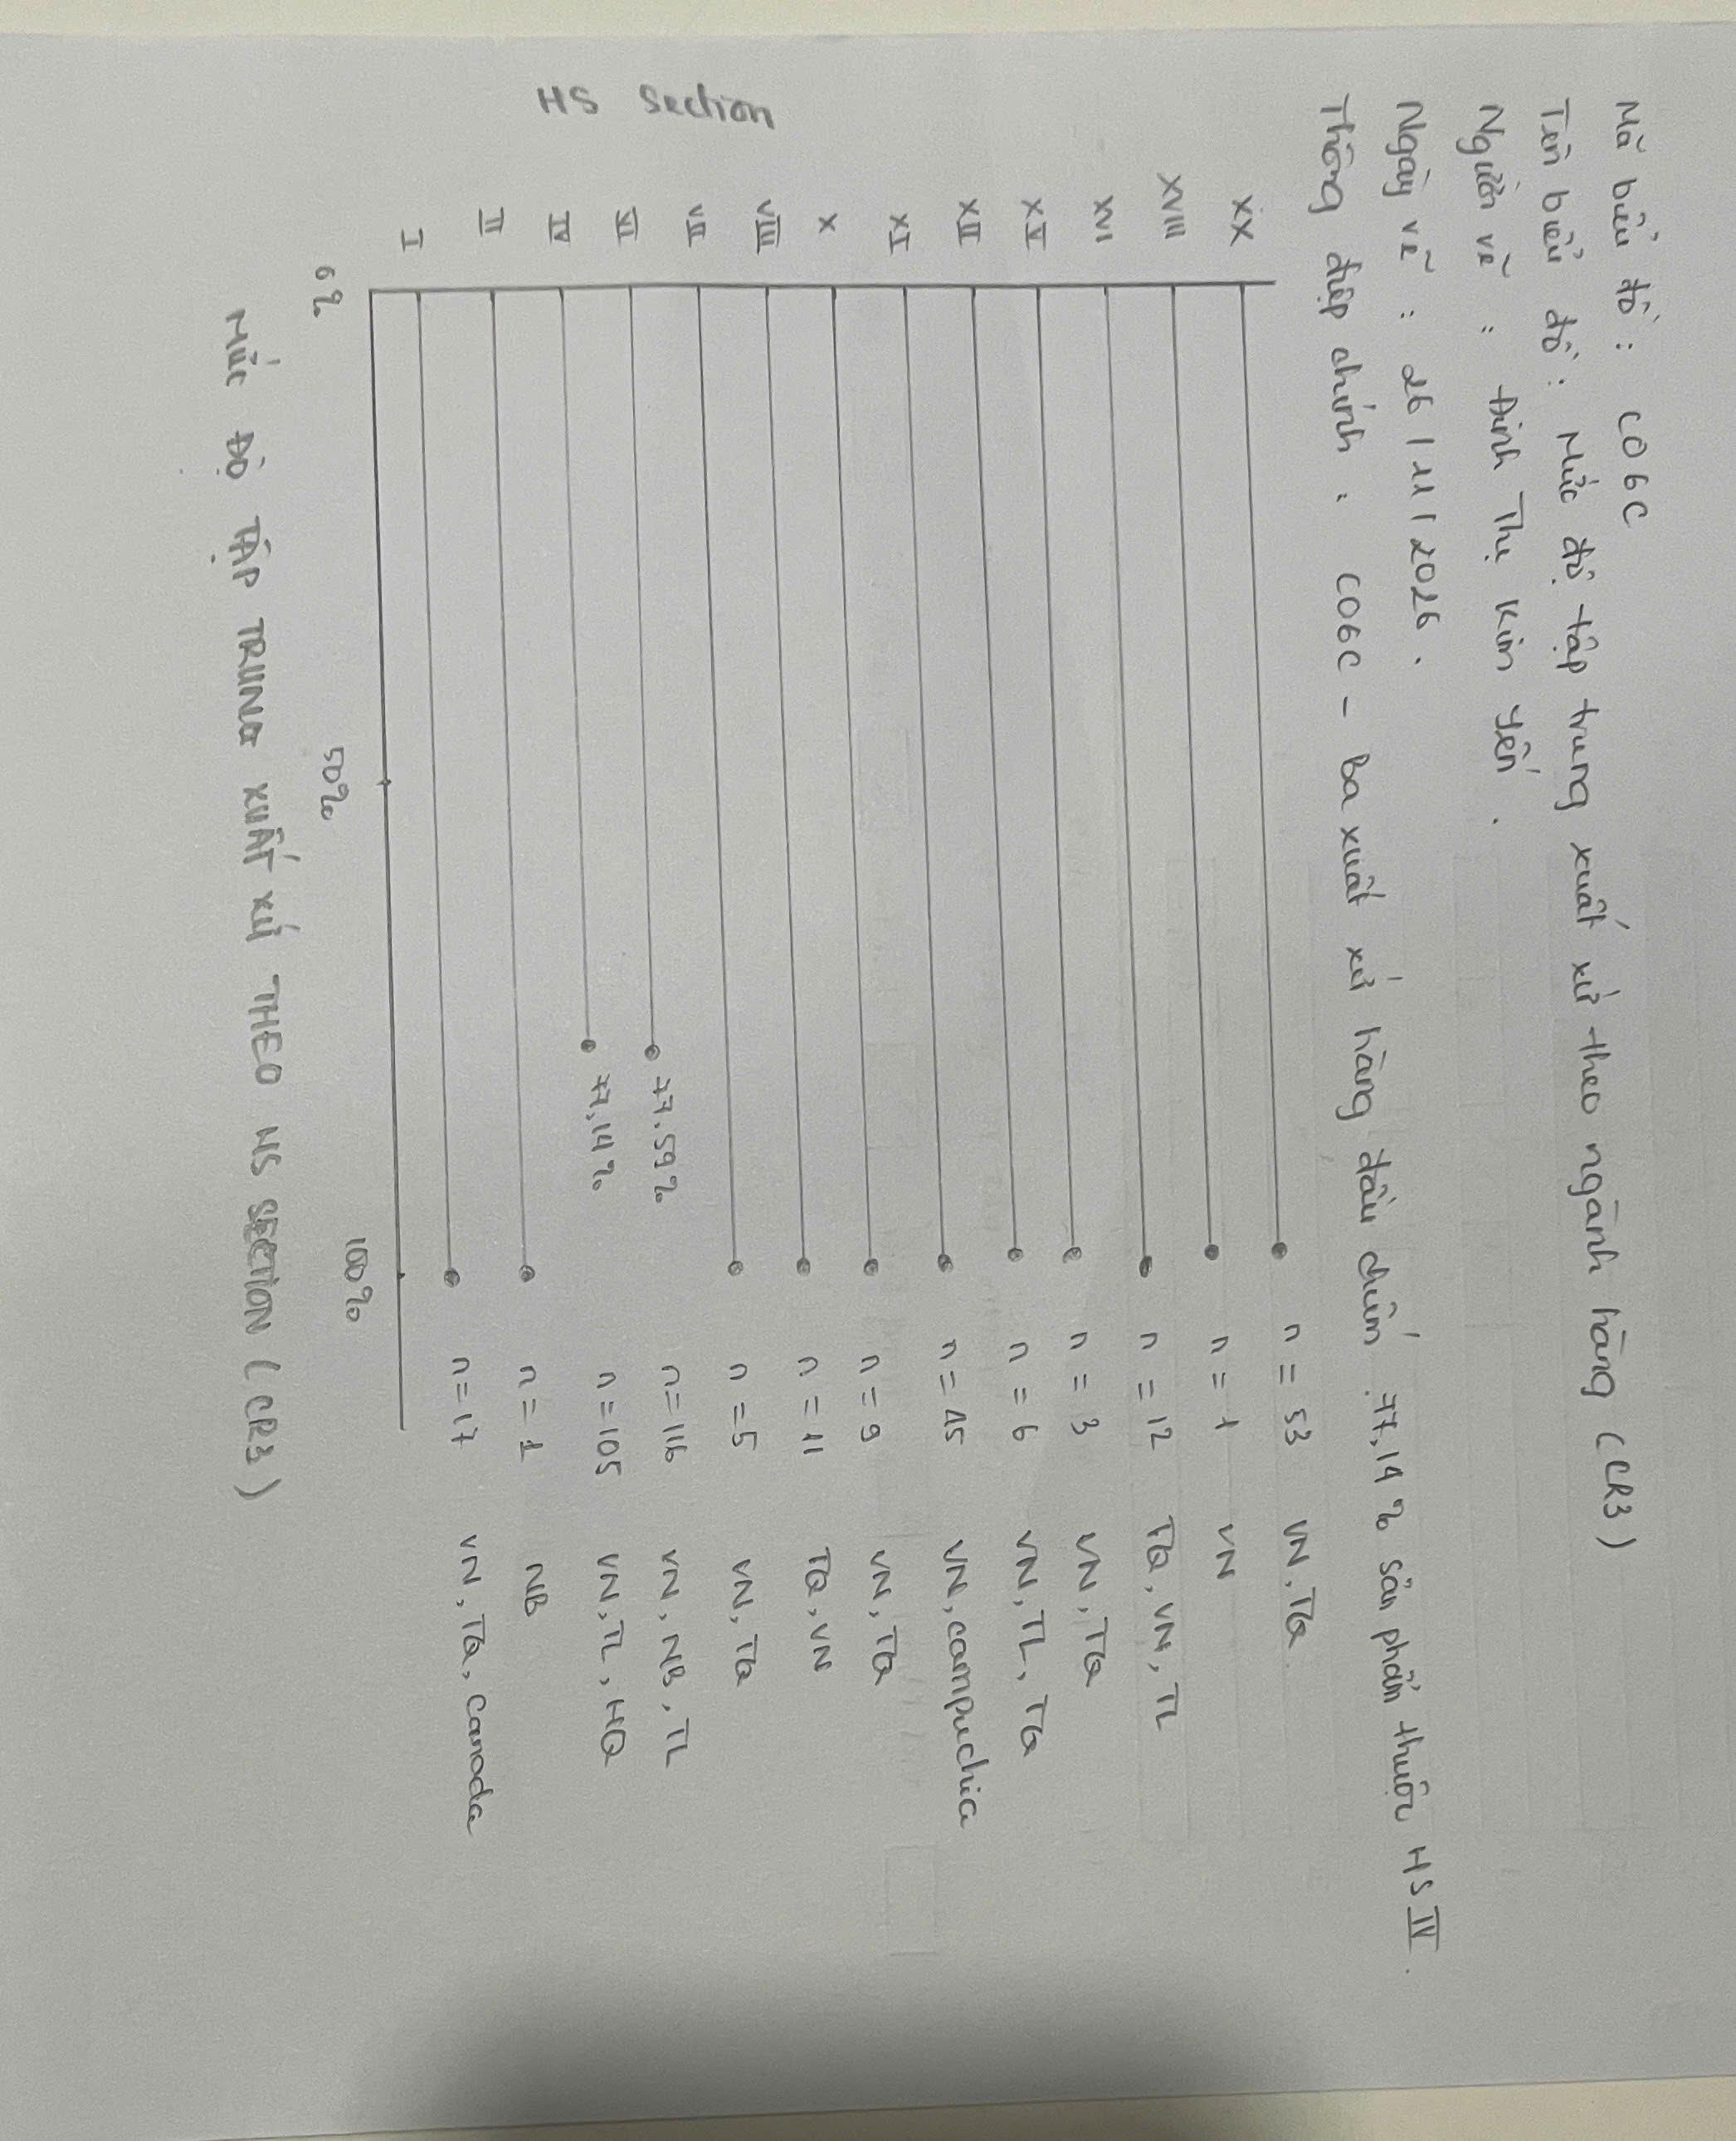 Mã biểu đồ : C06C
Tên biểu đồ : Mức độ tập trung xuất xứ theo ngành hàng (CR3)
Người vẽ : Đinh Thị Kim Yến .
Ngày vẽ : 26 / 11 / 2026 .
Thông điệp chính : C06C - Ba xuất xứ hàng đầu chiếm 77,14 % sản phẩm thuộc HS IV .
HS Section
XX n = 53 VN, TQ
XVIII n = 1 VN
XVI n = 12 TQ, VN, TL
XV n = 3 VN, TQ
XII n = 6 VN, TL, TQ
XI n = 54 VN, campuchia
X n = 6 VN, TQ
VIII n = 11 TQ, VN
VII n = 5 VN, TQ
VI 77.59% n = 116 VN, NB, TL
IV 77,14% n = 105 VN, TL, HQ
II n = 1 NB
I n = 17 VN, TQ, Canada
0% 50% 100%
MỨC ĐỘ TẬP TRUNG XUẤT XỨ THEO HS SECTION (CR3)